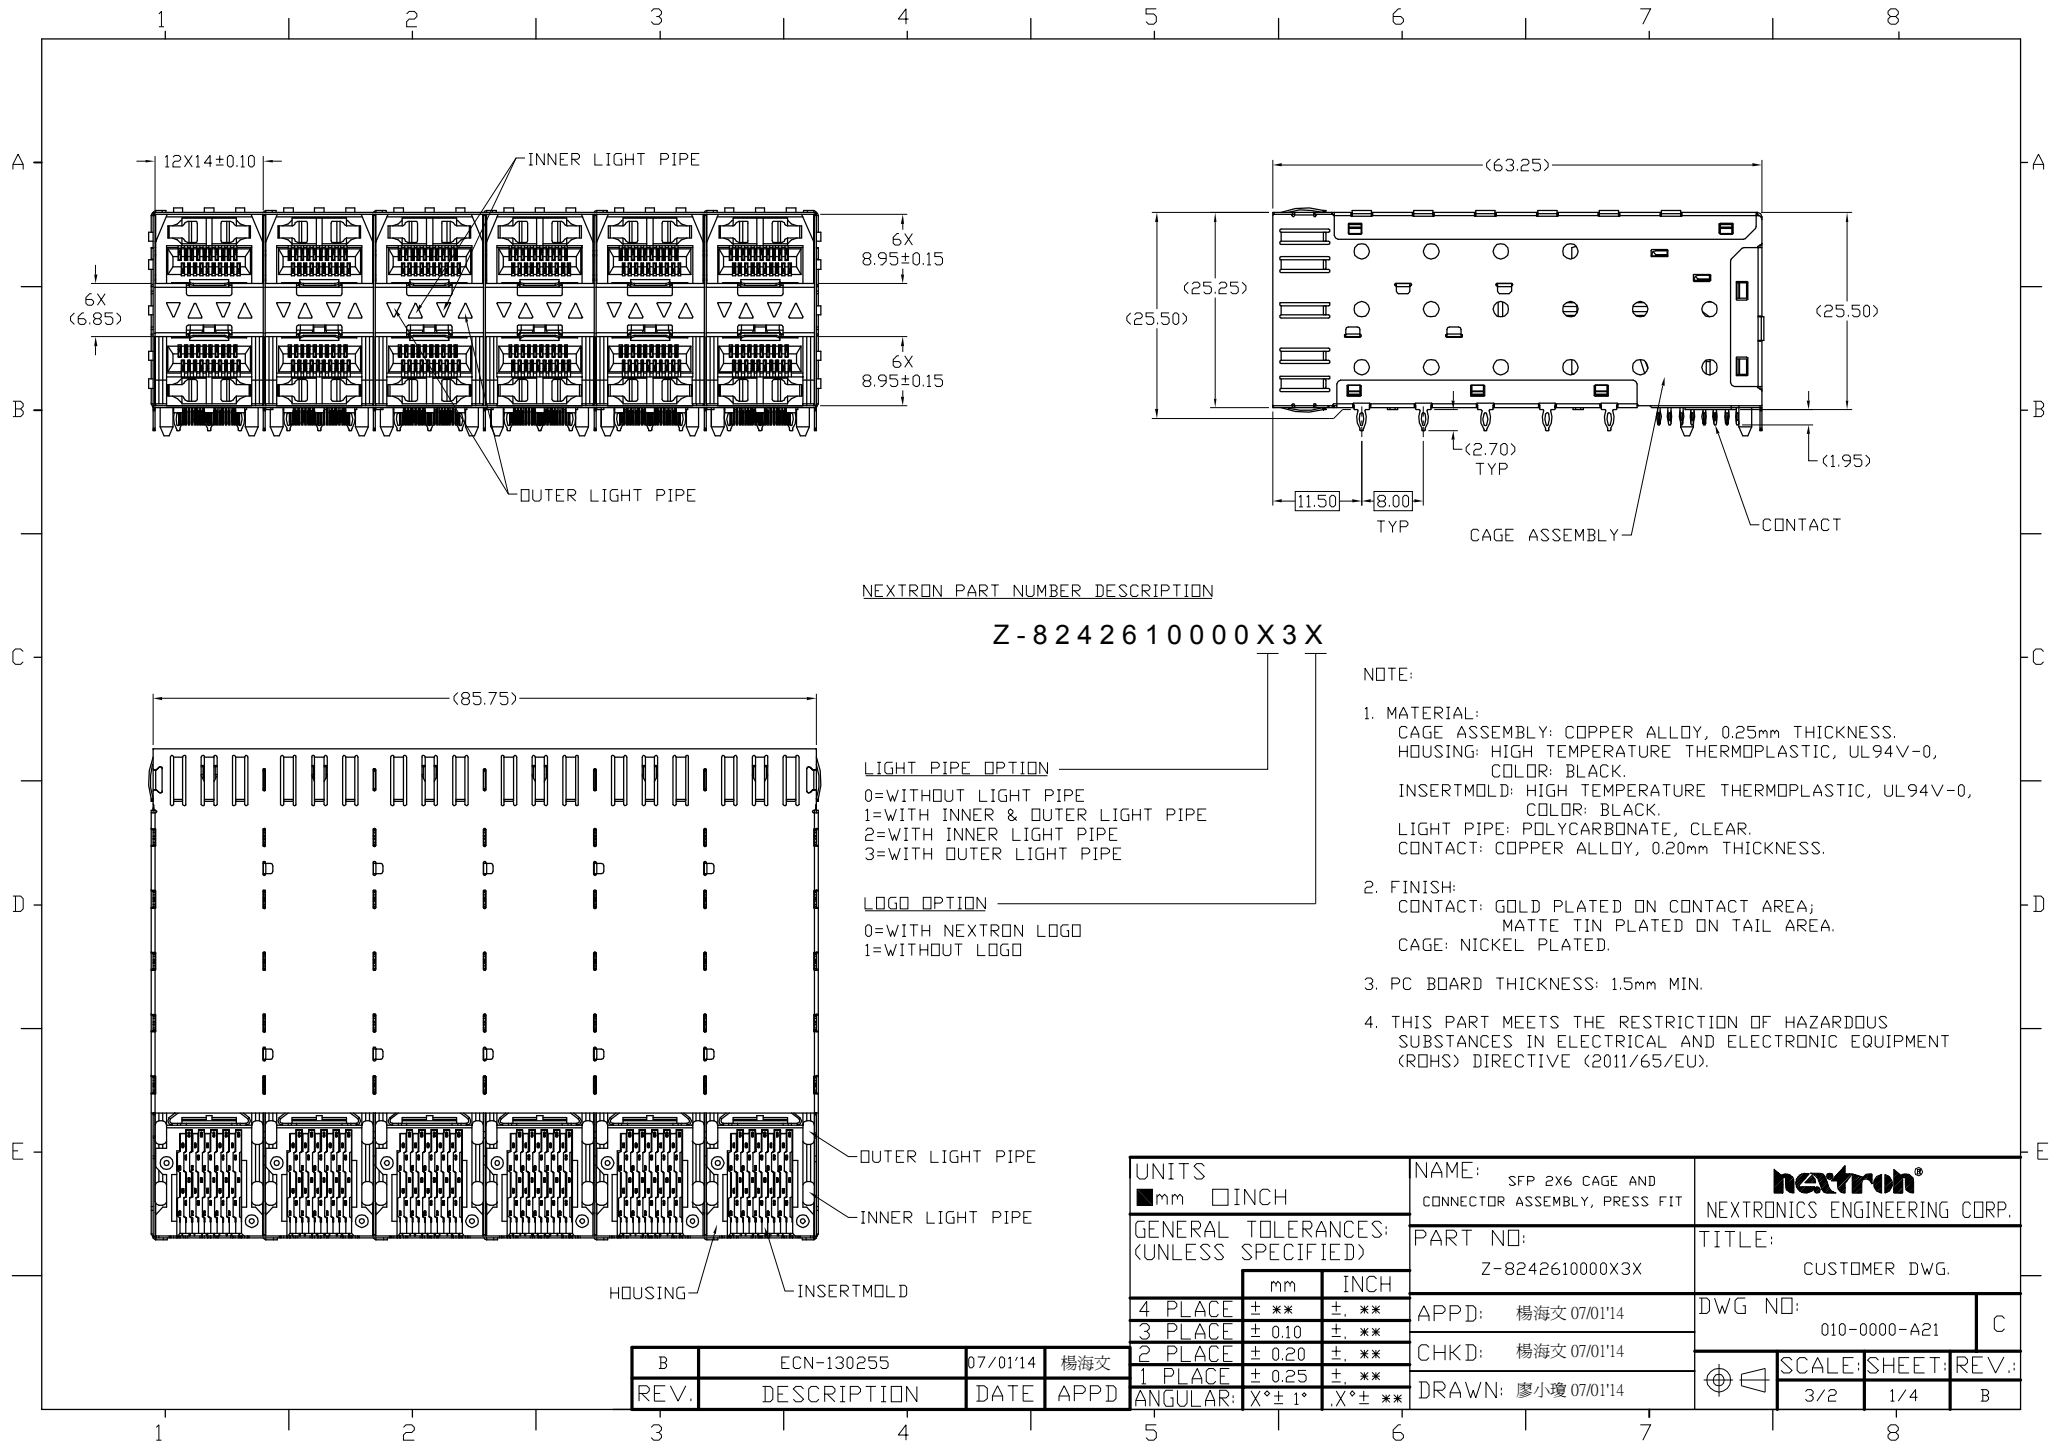 1 2 3 4 5 6 7 8
A
B
C
D
E
A
B
C
D
E
12X14±0.10
INNER LIGHT PIPE
6X
8.95±0.15
6X
(6.85)
6X
8.95±0.15
OUTER LIGHT PIPE
(63.25)
(25.25)
(25.50)
(25.50)
(2.70)
TYP
(1.95)
11.50
8.00
TYP
CAGE ASSEMBLY
CONTACT
NEXTRON PART NUMBER DESCRIPTION
Z-8242610000X3X
LIGHT PIPE OPTION
0=WITHOUT LIGHT PIPE
1=WITH INNER & OUTER LIGHT PIPE
2=WITH INNER LIGHT PIPE
3=WITH OUTER LIGHT PIPE
LOGO OPTION
0=WITH NEXTRON LOGO
1=WITHOUT LOGO
(85.75)
OUTER LIGHT PIPE
INNER LIGHT PIPE
HOUSING
INSERTMOLD
NOTE:
1. MATERIAL:
CAGE ASSEMBLY: COPPER ALLOY, 0.25mm THICKNESS.
HOUSING: HIGH TEMPERATURE THERMOPLASTIC, UL94V-0,
COLOR: BLACK.
INSERTMOLD: HIGH TEMPERATURE THERMOPLASTIC, UL94V-0,
COLOR: BLACK.
LIGHT PIPE: POLYCARBONATE, CLEAR.
CONTACT: COPPER ALLOY, 0.20mm THICKNESS.
2. FINISH:
CONTACT: GOLD PLATED ON CONTACT AREA;
MATTE TIN PLATED ON TAIL AREA.
CAGE: NICKEL PLATED.
3. PC BOARD THICKNESS: 1.5mm MIN.
4. THIS PART MEETS THE RESTRICTION OF HAZARDOUS
SUBSTANCES IN ELECTRICAL AND ELECTRONIC EQUIPMENT
(ROHS) DIRECTIVE (2011/65/EU).
UNITS
■mm □INCH
GENERAL TOLERANCES:
(UNLESS SPECIFIED)
mm INCH
4 PLACE ± ** ±. **
3 PLACE ± 0.10 ±. **
2 PLACE ± 0.20 ±. **
1 PLACE ± 0.25 ±. **
ANGULAR: X°± 1° .X°± **
NAME: SFP 2X6 CAGE AND
CONNECTOR ASSEMBLY, PRESS FIT
PART NO:
Z-8242610000X3X
APPD: 楊海文 07/01'14
CHKD: 楊海文 07/01'14
DRAWN: 廖小瓊 07/01'14
nextron®
NEXTRONICS ENGINEERING CORP.
TITLE:
CUSTOMER DWG.
DWG NO:
010-0000-A21 C
SCALE: SHEET: REV.:
3/2 1/4 B
B ECN-130255 07/01'14 楊海文
REV. DESCRIPTION DATE APPD
1 2 3 4 5 6 7 8